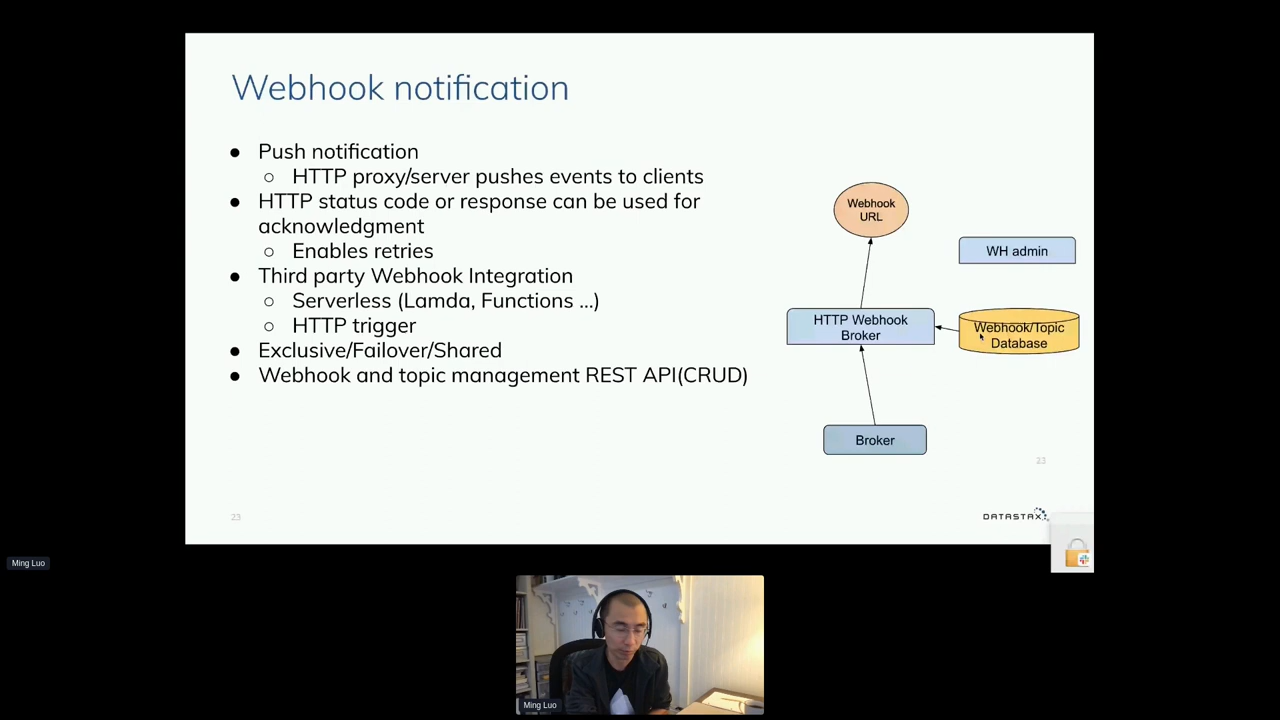 Webhook notification
● Push notification
○ HTTP proxy/server pushes events to clients
● HTTP status code or response can be used for
acknowledgment
○ Enables retries
● Third party Webhook Integration
○ Serverless (Lamda, Functions ...)
○ HTTP trigger
● Exclusive/Failover/Shared
● Webhook and topic management REST API(CRUD)
Webhook
URL
WH admin
HTTP Webhook
Broker
Webhook/Topic
Database
Broker
23
23
DATASTAX
Ming Luo
Ming Luo